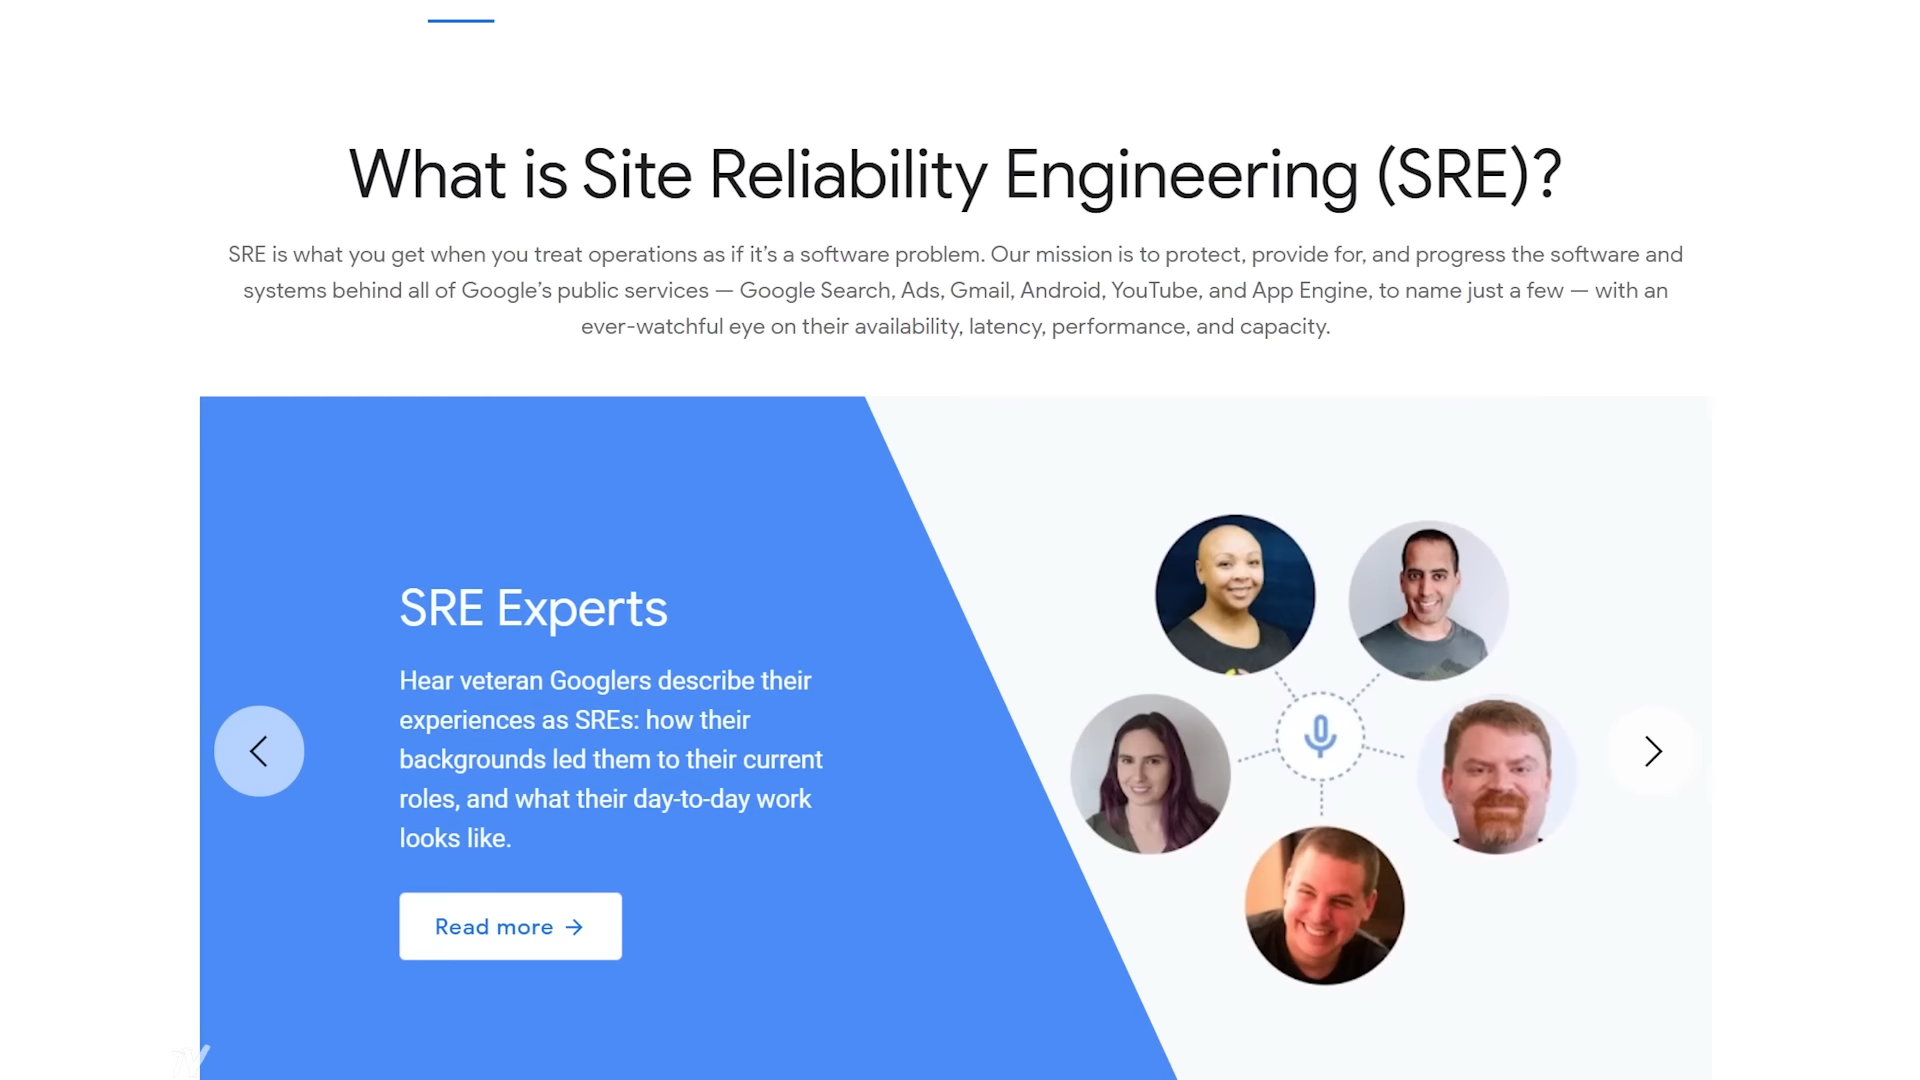 What is Site Reliability Engineering (SRE)?
SRE is what you get when you treat operations as if it’s a software problem. Our mission is to protect, provide for, and progress the software and
systems behind all of Google’s public services — Google Search, Ads, Gmail, Android, YouTube, and App Engine, to name just a few — with an
ever-watchful eye on their availability, latency, performance, and capacity.
SRE Experts
Hear veteran Googlers describe their
experiences as SREs: how their
backgrounds led them to their current
roles, and what their day-to-day work
looks like.
Read more →